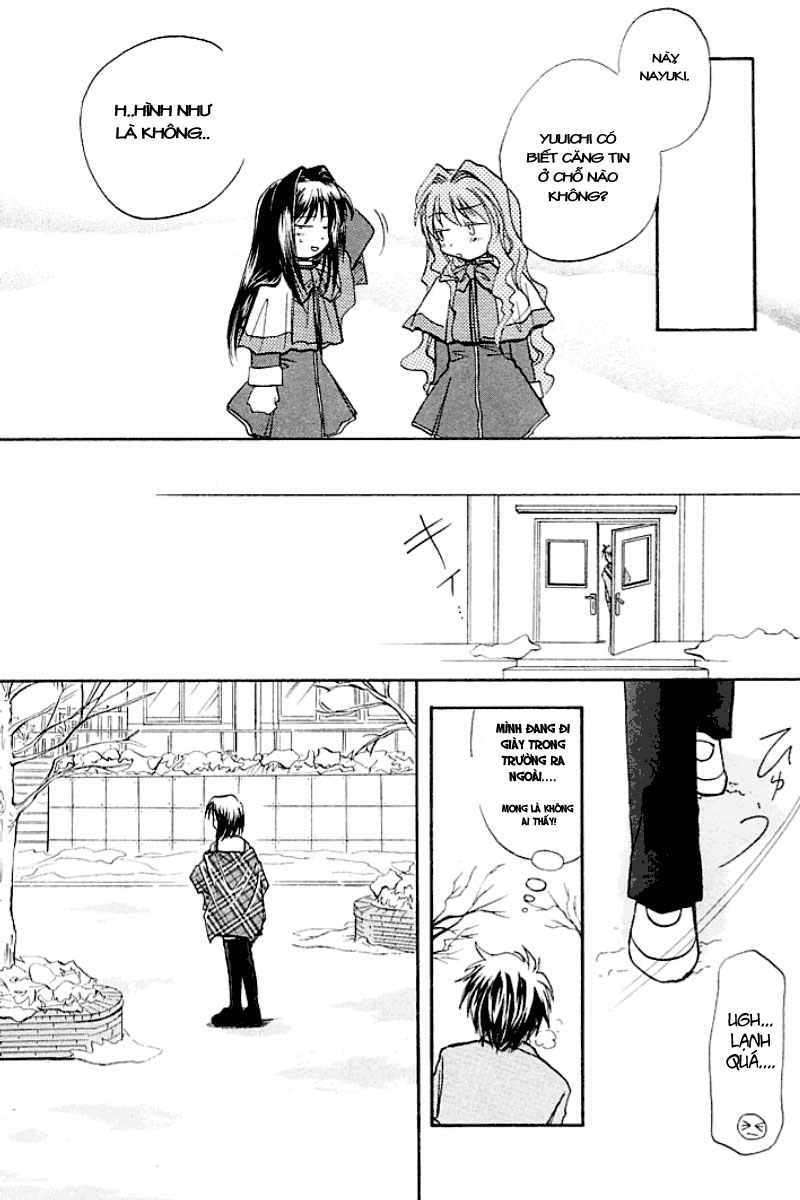 NÀY,
NAYUKI.
YUUICHI CÓ
BIẾT CĂNG TIN
Ở CHỖ NÀO
KHÔNG?
H..HÌNH NHƯ
LÀ KHÔNG..
キィ…
ひゅ
MÌNH ĐANG ĐI
GIÀY TRONG
TRƯỜNG RA
NGOÀI....
MONG LÀ KHÔNG
AI THẤY!
UGH...
LẠNH
QUÁ....